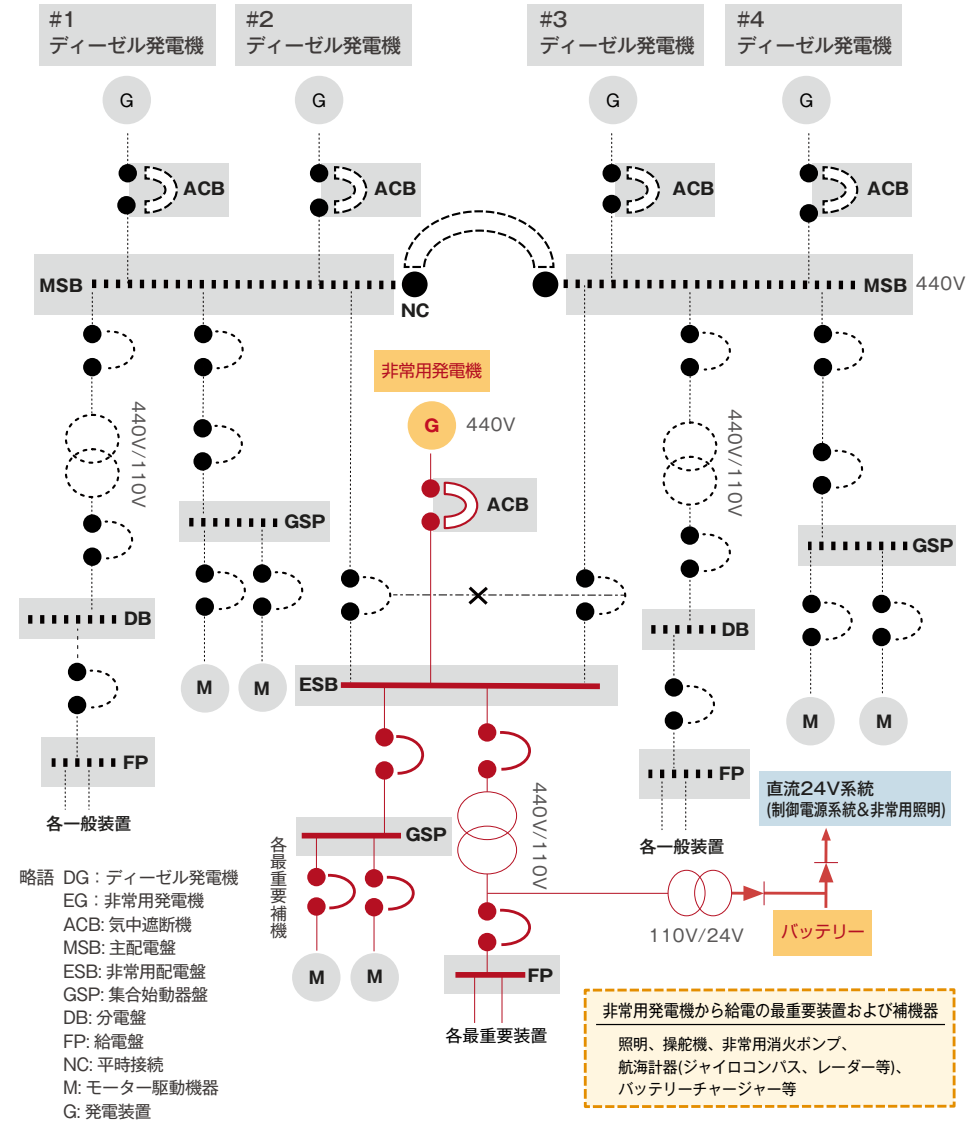 #1
ディーゼル発電機
#2
ディーゼル発電機
#3
ディーゼル発電機
#4
ディーゼル発電機
G
G
G
G
ACB
ACB
ACB
ACB
MSB
NC
MSB
440V
非常用発電機
G
440V
ACB
440V/110V
440V/110V
GSP
GSP
DB
DB
M
M
M
M
ESB
FP
各一般装置
FP
各一般装置
GSP
各最重要補機
440V/110V
M
M
FP
各最重要装置
110V/24V
直流24V系統
(制御電源系統&非常用照明)
バッテリー
略語 DG：ディーゼル発電機
EG：非常用発電機
ACB: 気中遮断機
MSB: 主配電盤
ESB: 非常用配電盤
GSP: 集合始動器盤
DB: 分電盤
FP: 給電盤
NC: 平時接続
M: モーター駆動機器
G: 発電装置
非常用発電機から給電の最重要装置および補機器
照明、操舵機、非常用消火ポンプ、
航海計器(ジャイロコンパス、レーダー等)、
バッテリーチャージャー等